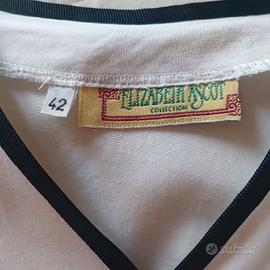 42
ELIZABETH ASCOT
COLLECTION
subito